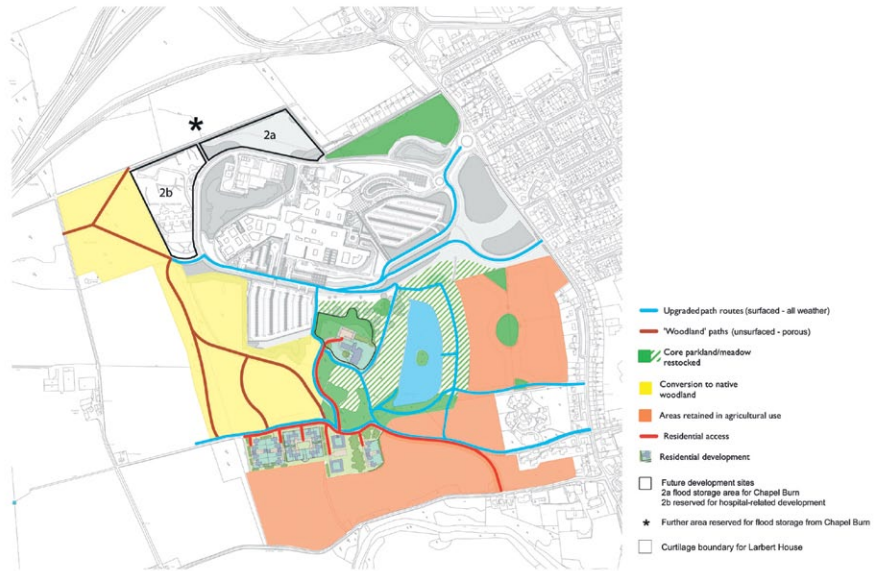 *
2a
2b
Upgraded path routes (surfaced - all weather)
'Woodland' paths (unsurfaced - porous)
Core parkland/meadow
restocked
Conversion to native
woodland
Areas retained in agricultural use
Residential access
Residential development
Future development sites
2a flood storage area for Chapel Burn
2b reserved for hospital-related development
* Further area reserved for flood storage from Chapel Burn
Curtilage boundary for Larbert House